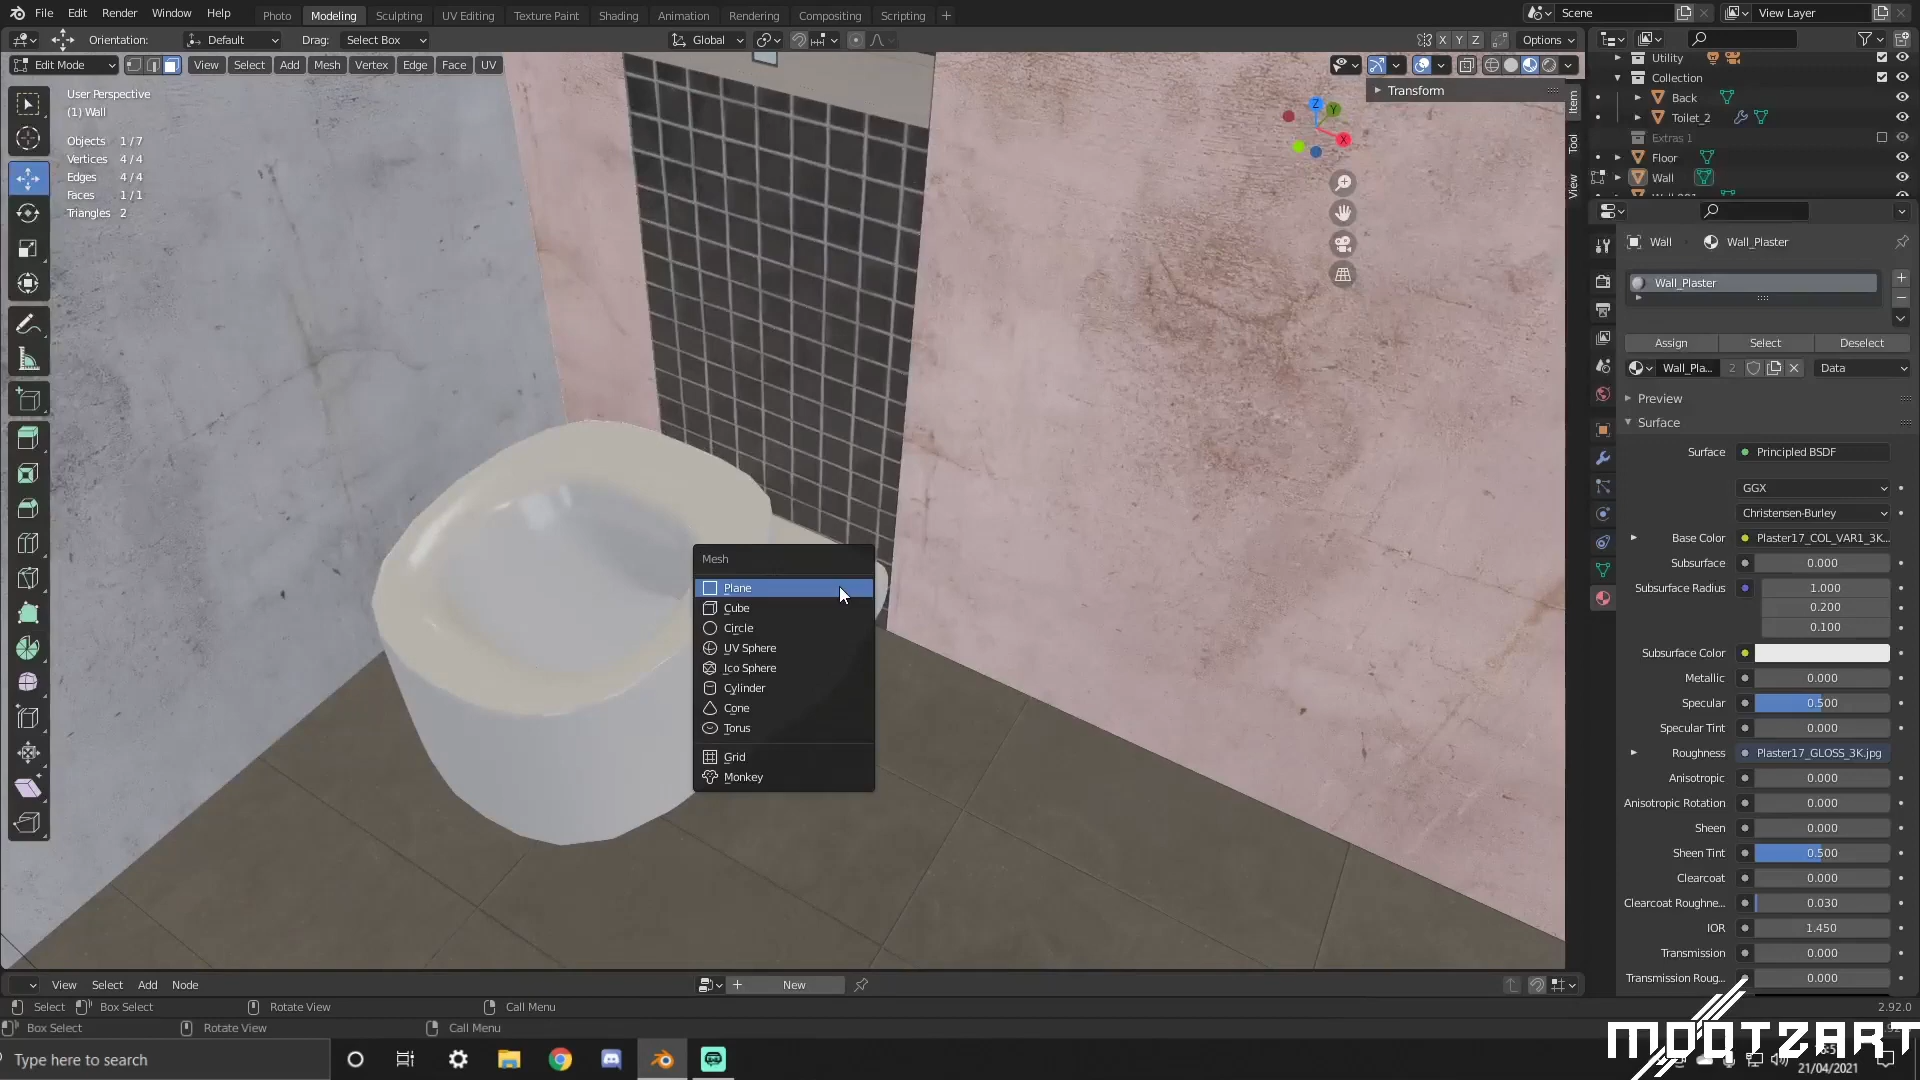 File Edit Render Window Help
Photo Modeling Sculpting UV Editing Texture Paint Shading Animation Rendering Compositing Scripting +
Scene View Layer
Orientation: Default Drag: Select Box
Global
X Y Z Options
Edit Mode View Select Add Mesh Vertex Edge Face UV
User Perspective
(1) Wall
Objects 1/7
Vertices 4/4
Edges 4/4
Faces 1/1
Triangles 2
Transform
Item
Tool
View
Z Y X
Mesh
Plane
Cube
Circle
UV Sphere
Ico Sphere
Cylinder
Cone
Torus
Grid
Monkey
Utility
Collection
Back
Toilet_2
Extras 1
Floor
Wall
Wall Wall_Plaster
Wall_Plaster
Assign Select Deselect
Wall_Pla... 2 Data
Preview
Surface
Surface Principled BSDF
GGX
Christensen-Burley
Base Color Plaster17_COL_VAR1_3K...
Subsurface 0.000
Subsurface Radius 1.000
0.200
0.100
Subsurface Color
Metallic 0.000
Specular 0.500
Specular Tint 0.000
Roughness Plaster17_GLOSS_3K.jpg
Anisotropic 0.000
Anisotropic Rotation 0.000
Sheen 0.000
Sheen Tint 0.500
Clearcoat 0.000
Clearcoat Roughne... 0.030
IOR 1.450
Transmission 0.000
Transmission Roug... 0.000
View Select Add Node + New
Select Box Select Rotate View Call Menu 2.92.0
Box Select Rotate View Call Menu
MOOTZART
Type here to search
21/04/2021